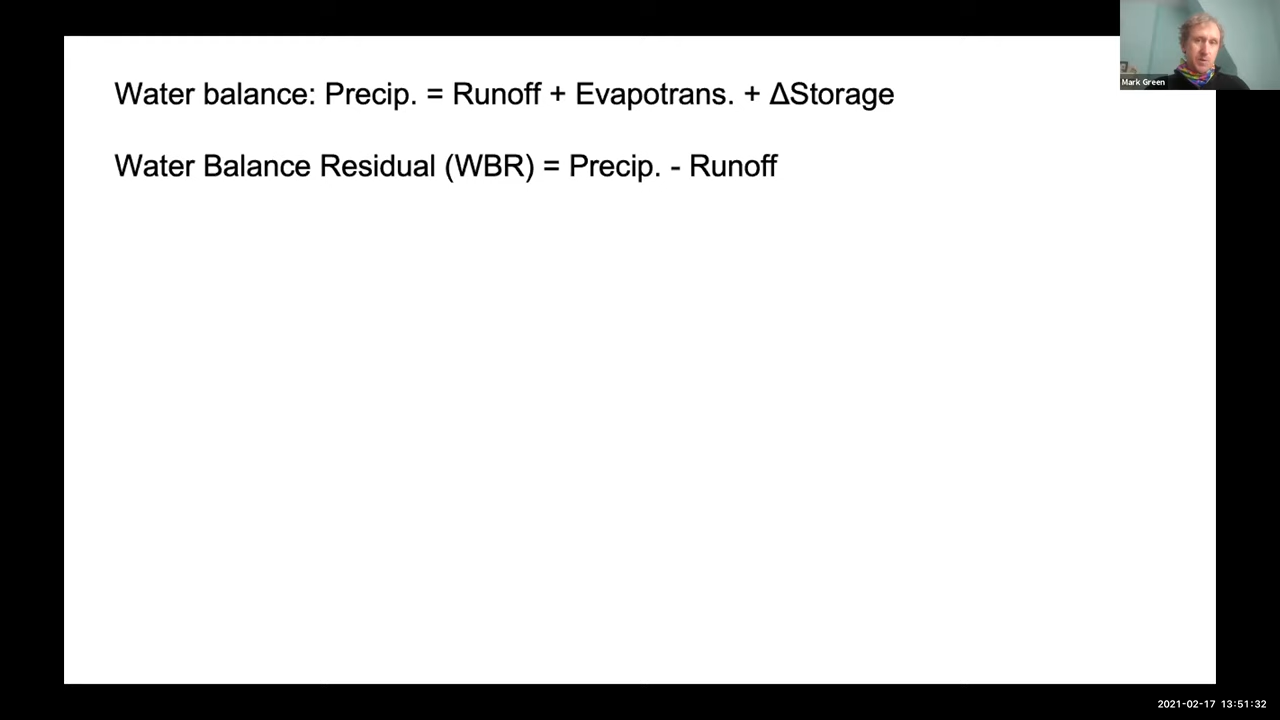 Mark Green
Water balance: Precip. = Runoff + Evapotrans. + ΔStorage
Water Balance Residual (WBR) = Precip. - Runoff
2021-02-17 13:51:32